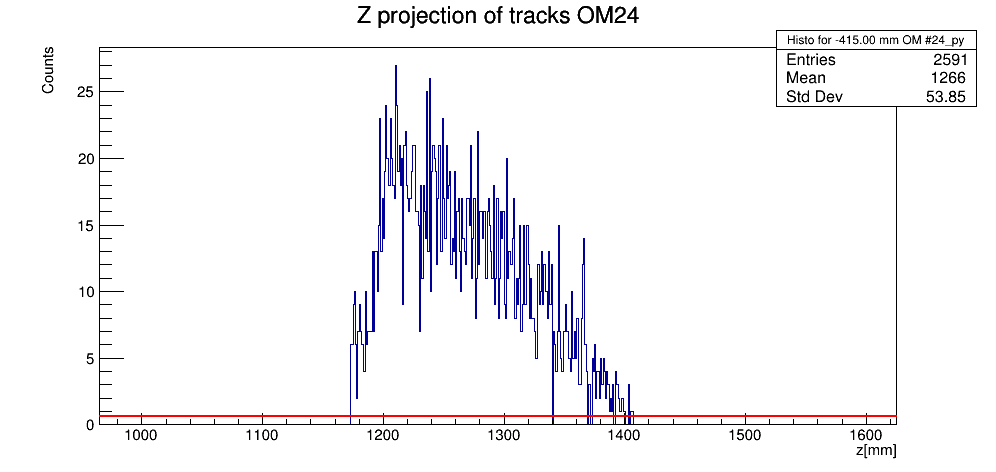 Z projection of tracks OM24
Histo for -415.00 mm OM #24_py
Entries 2591
Mean 1266
Std Dev 53.85
Counts
25
20
15
10
5
0
1000 1100 1200 1300 1400 1500 1600
z[mm]